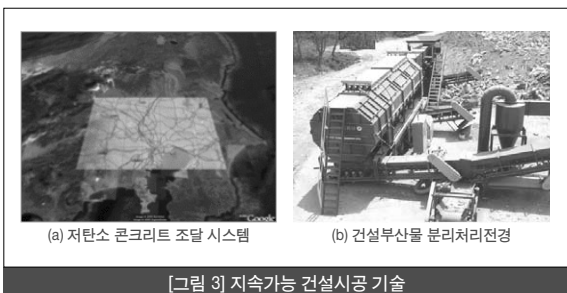 Google
(a) 저탄소 콘크리트 조달 시스템
(b) 건설부산물 분리처리전경
[그림 3] 지속가능 건설시공 기술